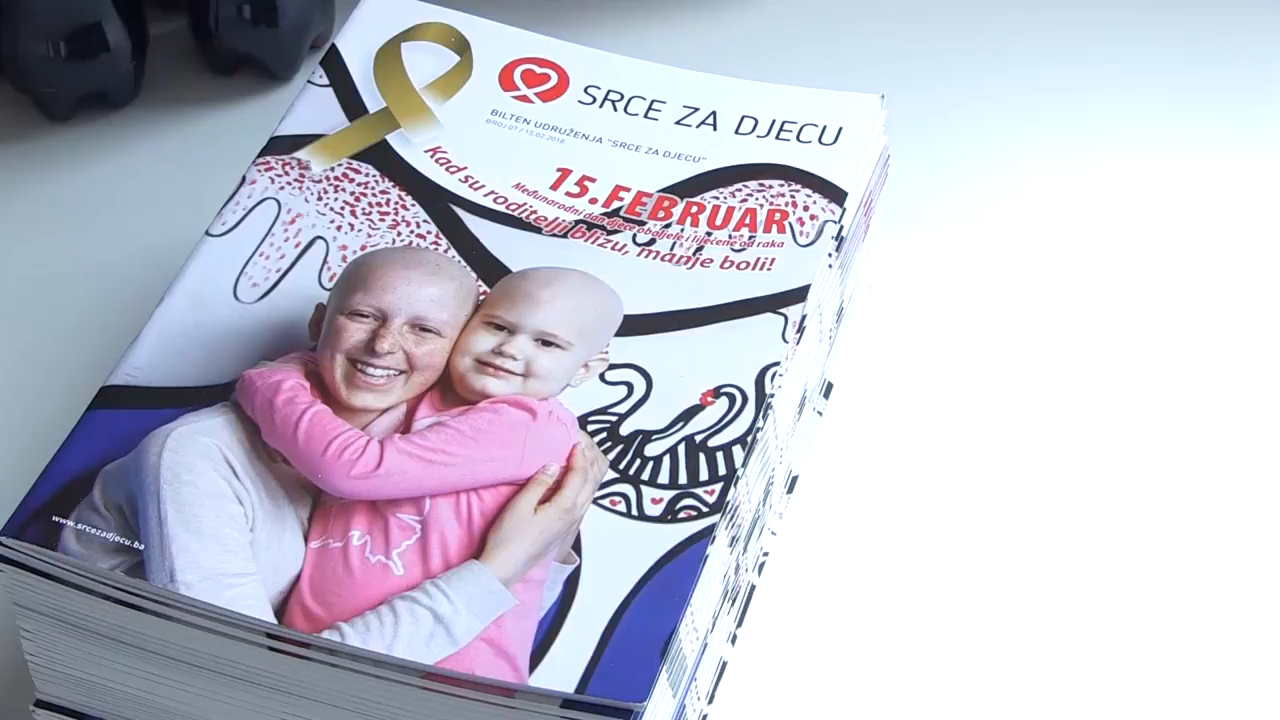 SRCE ZA DJECU
BILTEN UDRUŽENJA "SRCE ZA DJECU"
BROJ 07 / 15.02.2018.
15.FEBRUAR
Međunarodni dan djece oboljele i liječene od raka
Kad su roditelji blizu, manje boli!
www.srcezadjecu.ba